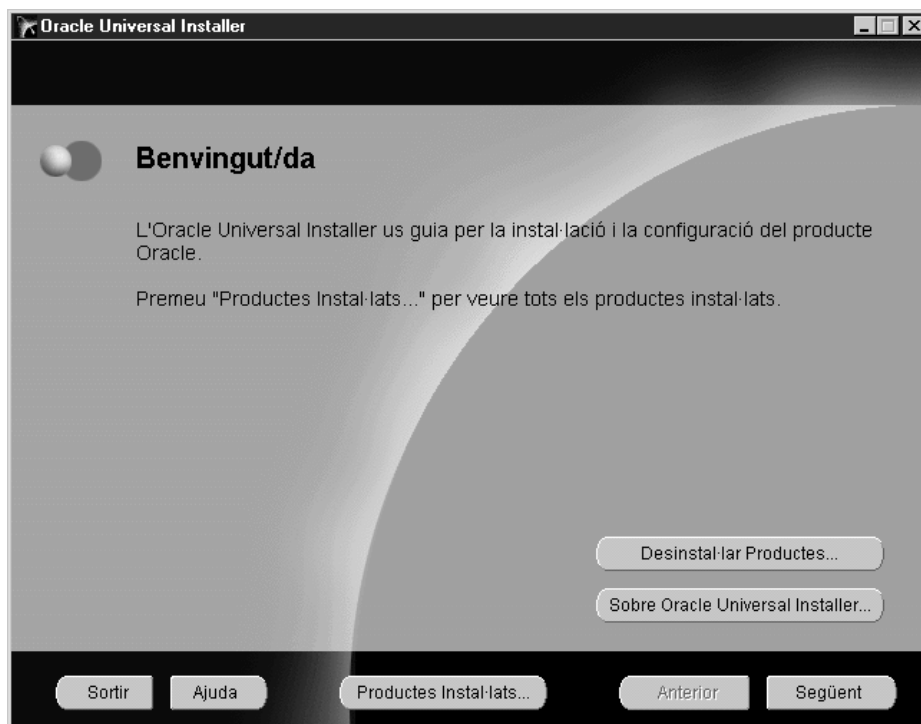 Oracle Universal Installer
Benvingut/da
L'Oracle Universal Installer us guia per la instal·lació i la configuració del producte
Oracle.
Premeu "Productes Instal·lats..." per veure tots els productes instal·lats.
Desinstal·lar Productes...
Sobre Oracle Universal Installer...
Sortir
Ajuda
Productes Instal·lats...
Anterior
Següent